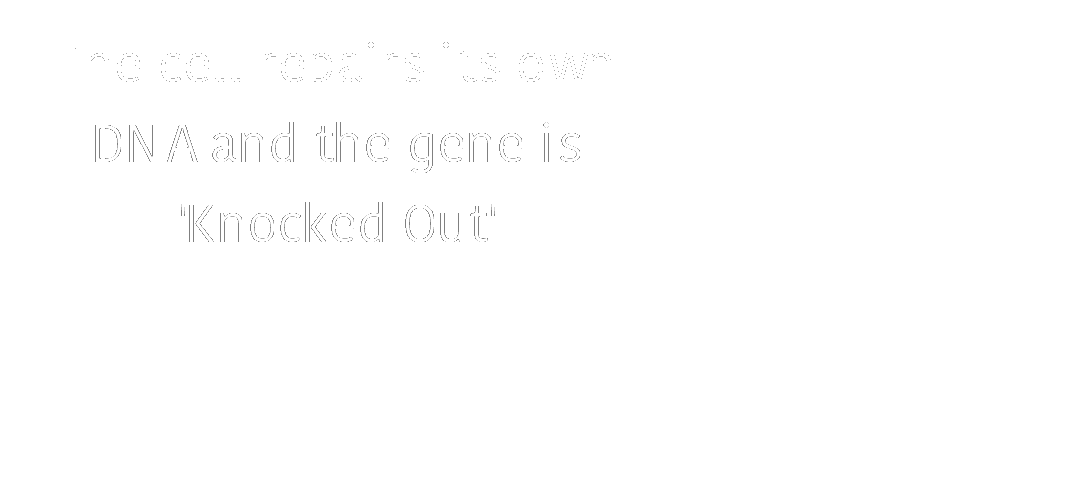 The cell repairs its own
DNA and the gene is
'Knocked Out'